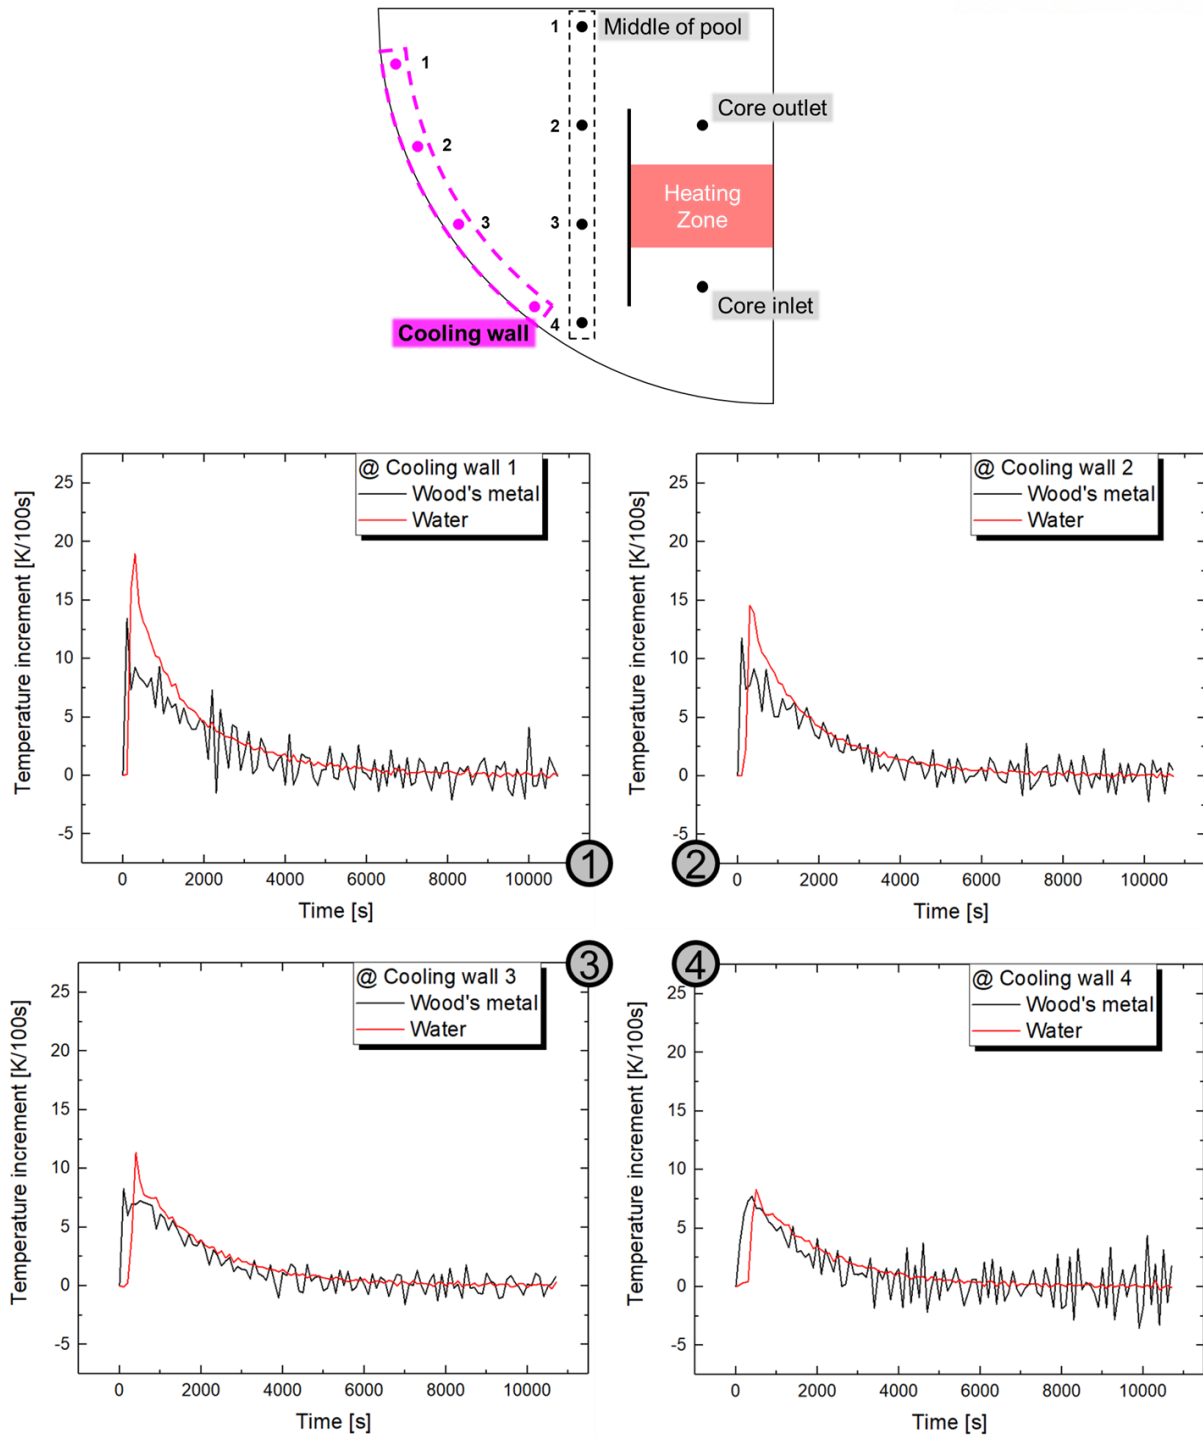 1 Middle of pool
1
Core outlet
2
2
Heating
Zone
3
3
Core inlet
Cooling wall
4
25
20
15
10
5
0
-5
Temperature increment [K/100s]
@ Cooling wall 1
Wood's metal
Water
0 2000 4000 6000 8000 10000
Time [s]
1
25
20
15
10
5
0
-5
Temperature increment [K/100s]
@ Cooling wall 2
Wood's metal
Water
0 2000 4000 6000 8000 10000
Time [s]
2
25
20
15
10
5
0
-5
Temperature increment [K/100s]
@ Cooling wall 3
Wood's metal
Water
0 2000 4000 6000 8000 10000
Time [s]
3
25
20
15
10
5
0
-5
Temperature increment [K/100s]
@ Cooling wall 4
Wood's metal
Water
0 2000 4000 6000 8000 10000
Time [s]
4